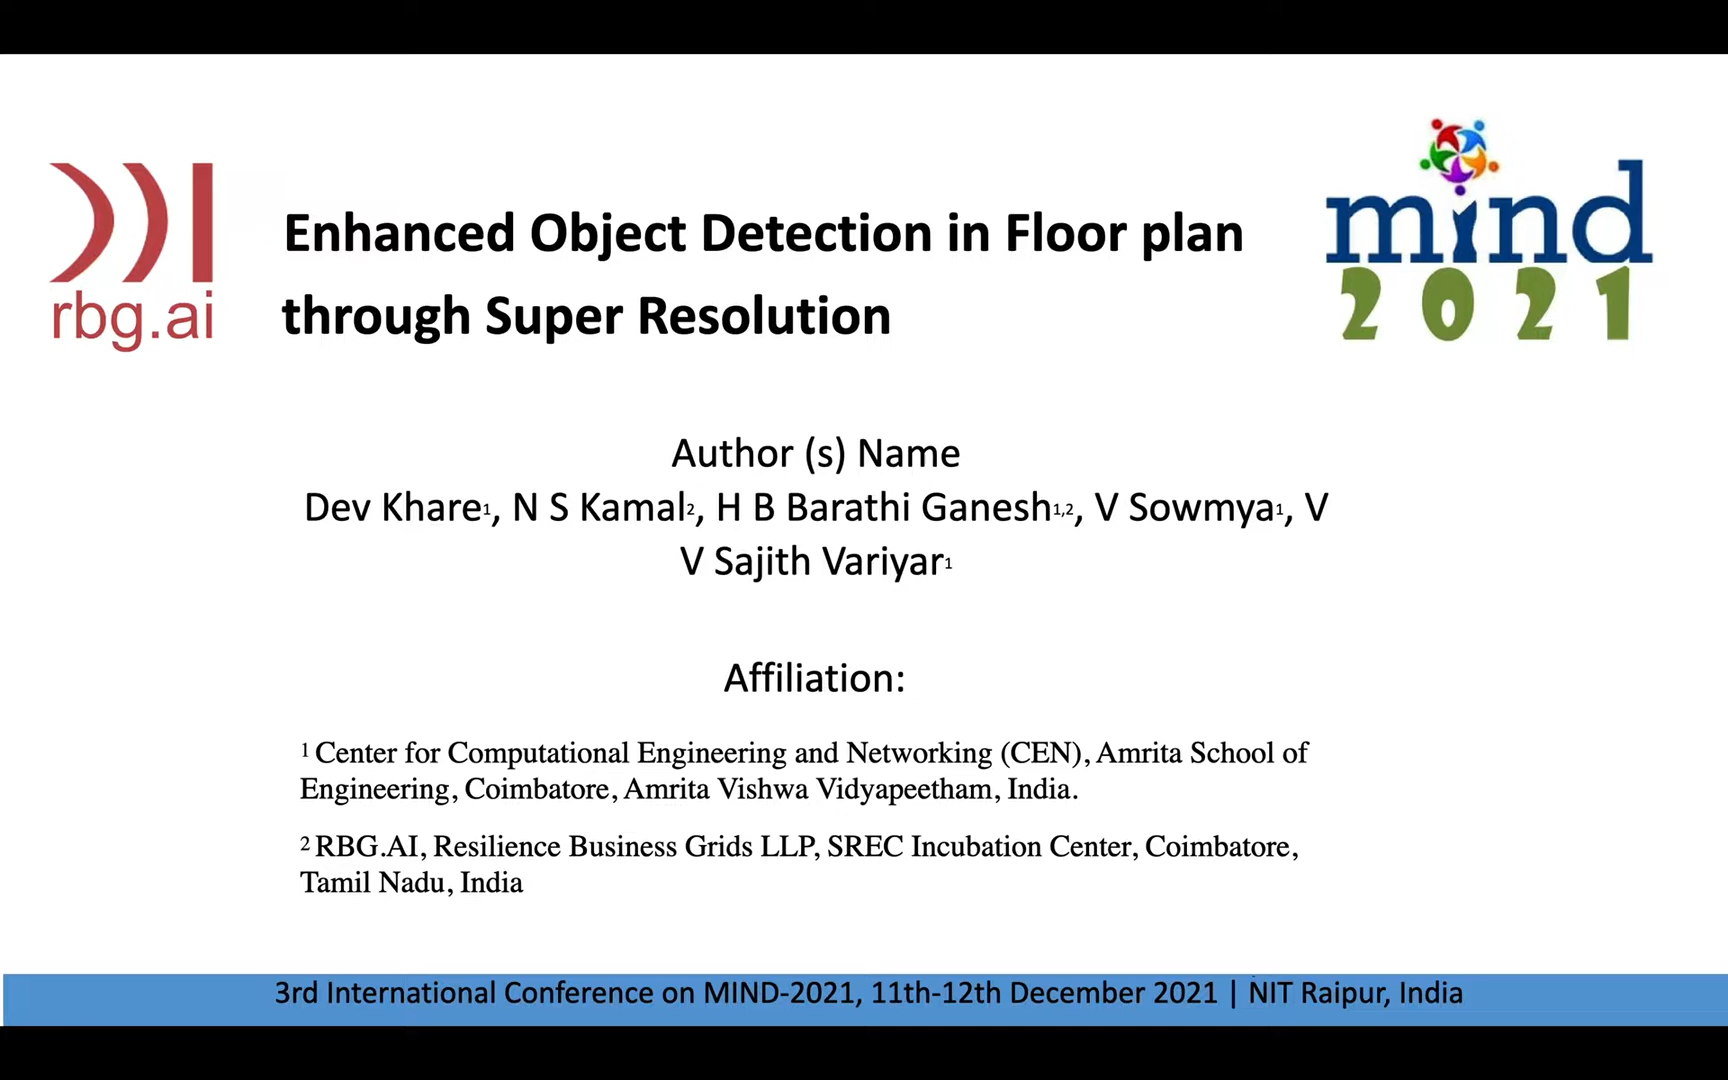 rbg.ai
mind
2021
Enhanced Object Detection in Floor plan
through Super Resolution
Author (s) Name
Dev Khare1, N S Kamal2, H B Barathi Ganesh1,2, V Sowmya1, V
V Sajith Variyar1
Affiliation:
1 Center for Computational Engineering and Networking (CEN), Amrita School of
Engineering, Coimbatore, Amrita Vishwa Vidyapeetham, India.
2 RBG.AI, Resilience Business Grids LLP, SREC Incubation Center, Coimbatore,
Tamil Nadu, India
3rd International Conference on MIND-2021, 11th-12th December 2021 | NIT Raipur, India